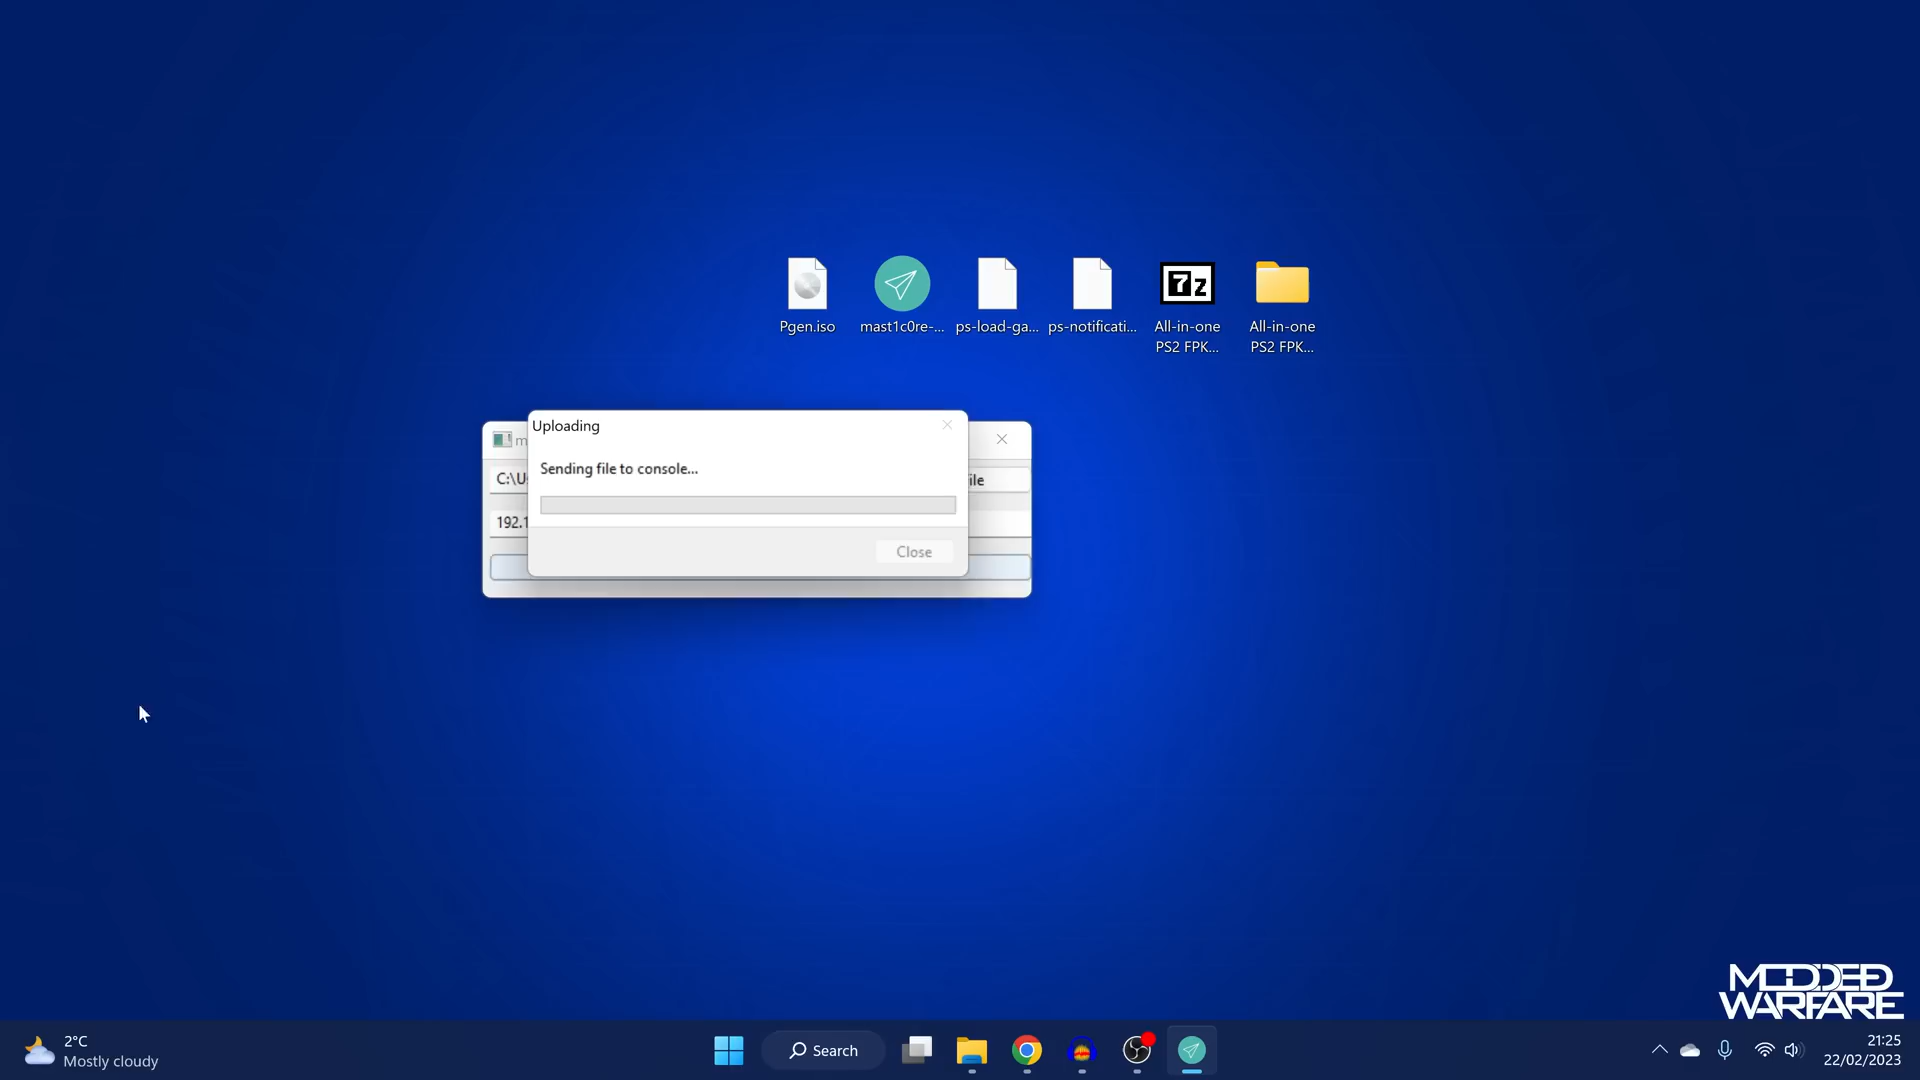 Pgen.iso
mast1c0re-...
ps-load-ga...
ps-notificati...
7z
All-in-one
PS2 FPK...
All-in-one
PS2 FPK...
Uploading
Sending file to console...
Close
m
C:\U
ile
192.1
MODDED
WARFARE
2°C
Mostly cloudy
Search
21:25
22/02/2023